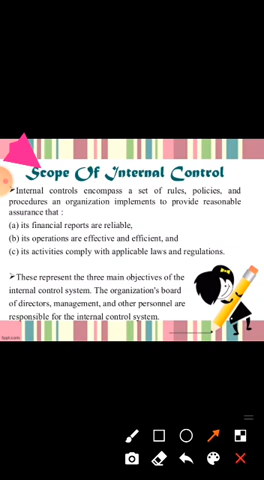 Scope Of Internal Control
➤Internal controls encompass a set of rules, policies, and
procedures an organization implements to provide reasonable
assurance that :
(a) its financial reports are reliable,
(b) its operations are effective and efficient, and
(c) its activities comply with applicable laws and regulations.
➤ These represent the three main objectives of the
internal control system. The organization's board
of directors, management, and other personnel are
responsible for the internal control system.